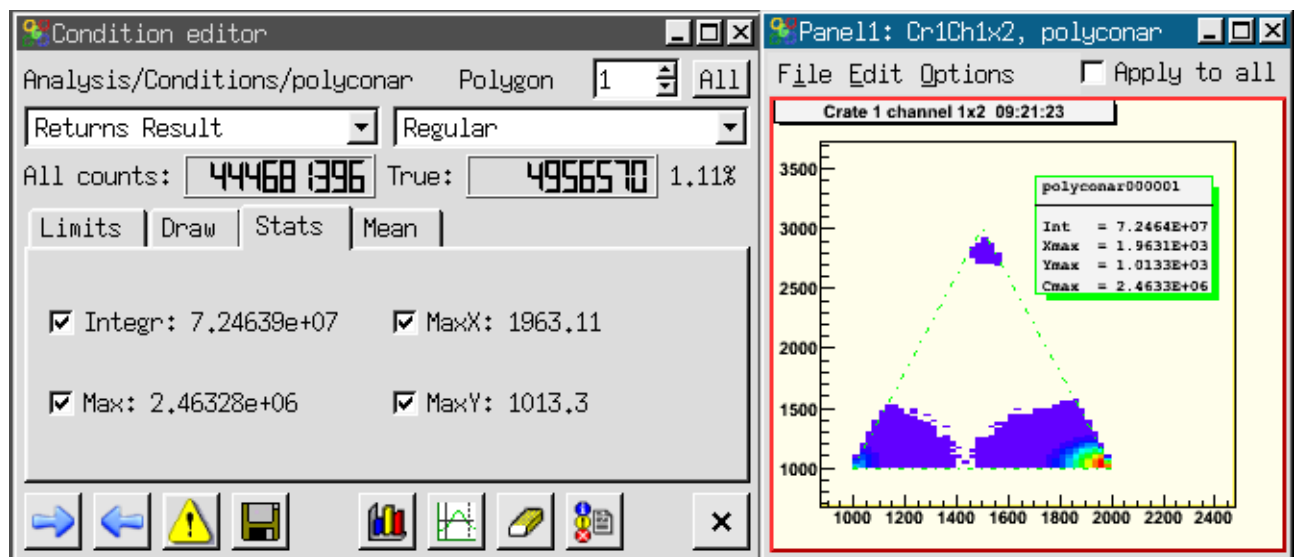 Condition editor
Analysis/Conditions/polyconar Polygon 1 All
Returns Result Regular
All counts: 444681396 True: 4956570 1.11%
Limits Draw Stats Mean
Integr: 7.24639e+07 MaxX: 1963.11
Max: 2.46328e+06 MaxY: 1013.3
Panel1: Cr1Ch1x2, polyconar
File Edit Options Apply to all
Crate 1 channel 1x2 09:21:23
polyconar000001
Int = 7.2464E+07
Xmax = 1.9631E+03
Ymax = 1.0133E+03
Cmax = 2.4633E+06
3500
3000
2500
2000
1500
1000
1000 1200 1400 1600 1800 2000 2200 2400